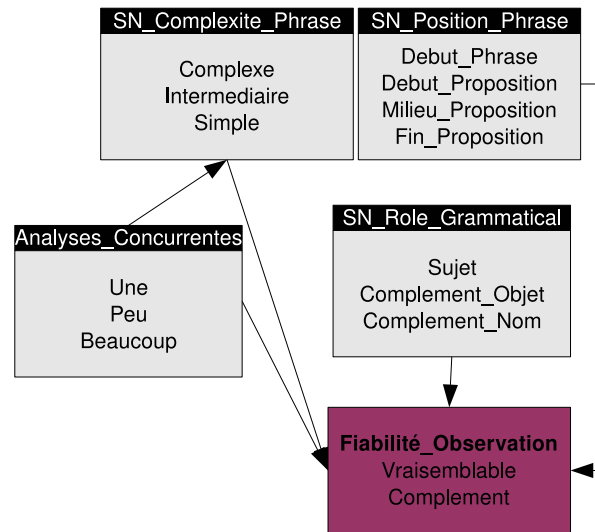 SN_Complexite_Phrase
Complexe
Intermediaire
Simple
SN_Position_Phrase
Debut_Phrase
Debut_Proposition
Milieu_Proposition
Fin_Proposition
Analyses_Concurrentes
Une
Peu
Beaucoup
SN_Role_Grammatical
Sujet
Complement_Objet
Complement_Nom
Fiabilité_Observation
Vraisemblable
Complement